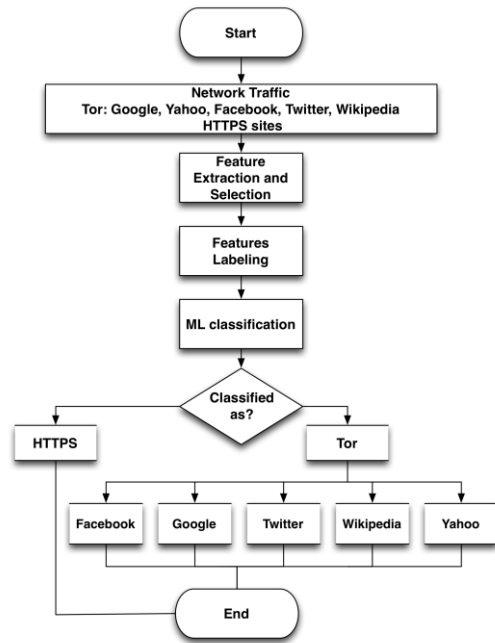 Start
Network Traffic
Tor: Google, Yahoo, Facebook, Twitter, Wikipedia
HTTPS sites
Feature
Extraction and
Selection
Features
Labeling
ML classification
Classified
as?
HTTPS
Tor
Facebook
Google
Twitter
Wikipedia
Yahoo
End